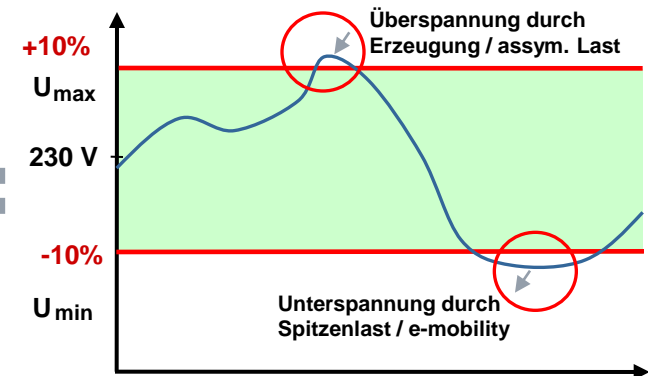 Überspannung durch
Erzeugung / assym. Last
+10%
Umax
230 V
-10%
Umin
Unterspannung durch
Spitzenlast / e-mobility